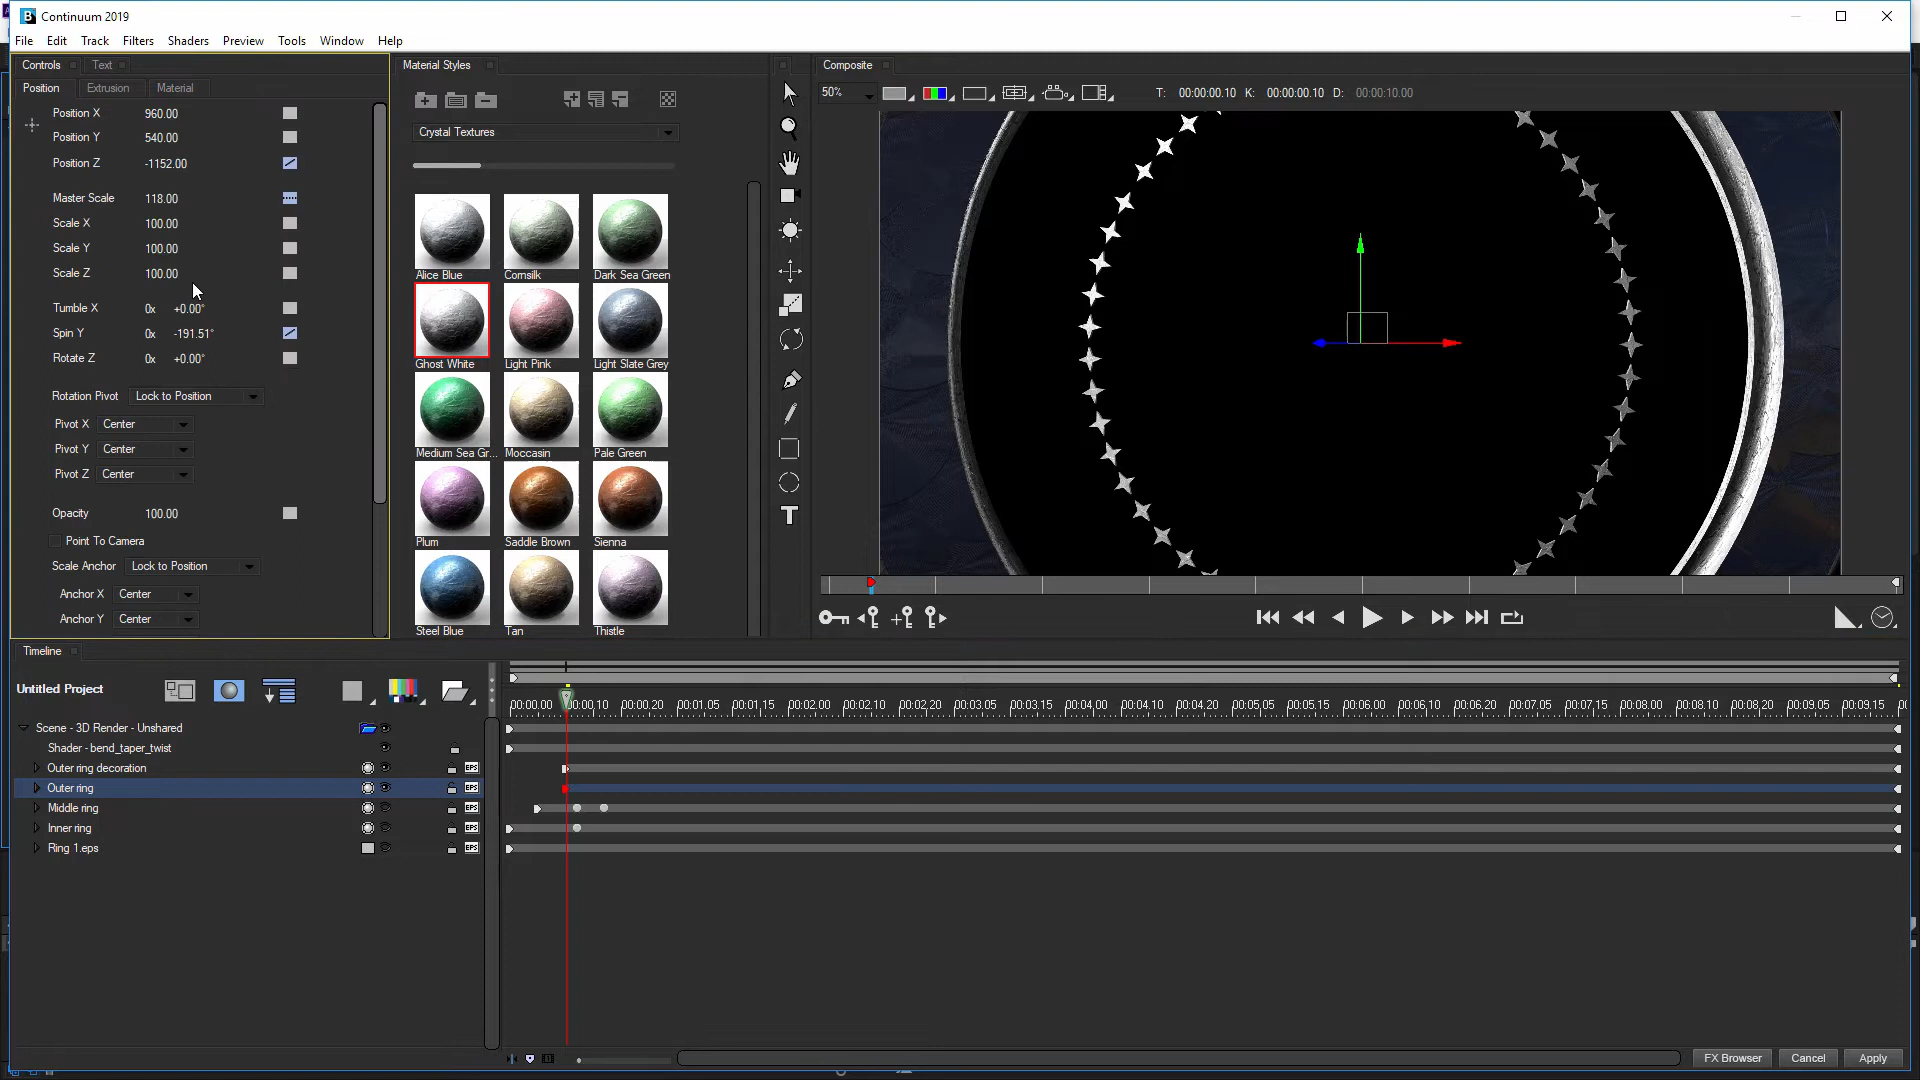 Continuum 2019
File Edit Track Filters Shaders Preview Tools Window Help
Controls Text
Position Extrusion Material
Position X 960.00
Position Y 540.00
Position Z -1152.00
Master Scale 118.00
Scale X 100.00
Scale Y 100.00
Scale Z 100.00
Tumble X 0x +0.00°
Spin Y 0x -191.51°
Rotate Z 0x +0.00°
Rotation Pivot Lock to Position
Pivot X Center
Pivot Y Center
Pivot Z Center
Opacity 100.00
Point To Camera
Scale Anchor Lock to Position
Anchor X Center
Anchor Y Center
Material Styles
Crystal Textures
Alice Blue Cornsilk Dark Sea Green
Ghost White Light Pink Light Slate Grey
Medium Sea Gr... Moccasin Pale Green
Plum Saddle Brown Sienna
Steel Blue Tan Thistle
Composite
50% T: 00:00:00.10 K: 00:00:00.10 D: 00:00:10.00
Timeline
Untitled Project
00:00.00 00:00.10 00:00.20 00:01.05 00:01.15 00:02.00 00:02.10 00:02.20 00:03.05 00:03.15 00:04.00 00:04.10 00:04.20 00:05.05 00:05.15 00:06.00 00:06.10 00:06.20 00:07.05 00:07.15 00:08.00 00:08.10 00:08.20 00:09.05 00:09.15
Scene - 3D Render - Unshared
Shader - bend_taper_twist
Outer ring decoration EPS
Outer ring EPS
Middle ring EPS
Inner ring EPS
Ring 1.eps EPS
FX Browser Cancel Apply